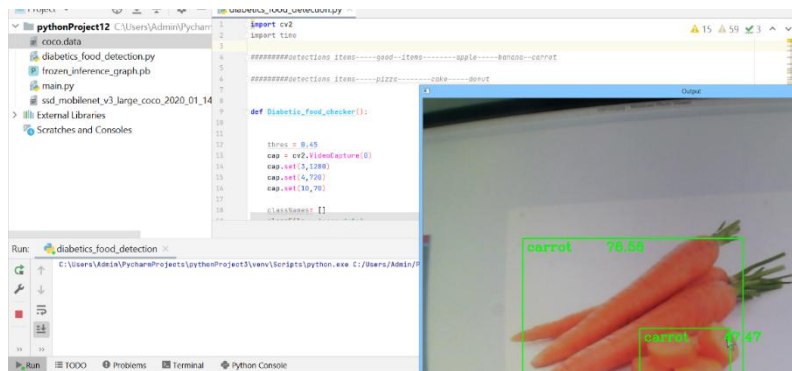 Project
diabetics_food_detection.py
pythonProject12 C:\Users\Admin\Pycharm
coco.data
diabetics_food_detection.py
frozen_inference_graph.pb
main.py
ssd_mobilenet_v3_large_coco_2020_01_14
External Libraries
Scratches and Consoles
1 import cv2
2 import time
3
4 #########detections items-----good--items--------apple-----banana--carrot
5
6 #########detections items-----pizza--------cake----donut
7
8
9 def Diabetic_food_checker():
10
11
12 thres = 0.45
13 cap = cv2.VideoCapture(0)
14 cap.set(3,1280)
15 cap.set(4,720)
16 cap.set(10,70)
17
18 classNames= []
15 59 3
Output
carrot 76.56
carrot 47.47
Run: diabetics_food_detection
C:\Users\Admin\PycharmProjects\pythonProject3\venv\Scripts\python.exe C:/Users/Admin/P
Run TODO Problems Terminal Python Console